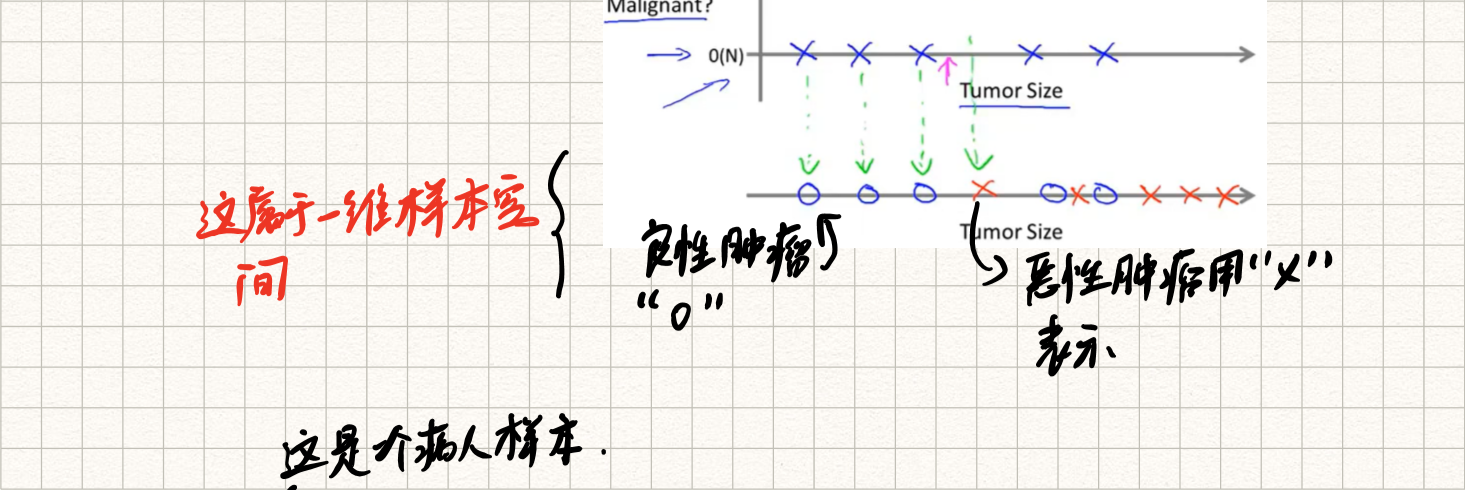 Malignant?
0(N)
Tumor Size
这属于一维样本空
间
Tumor Size
良性肿瘤
“O”
恶性肿瘤用“X”
表示、
这是个病人样本.